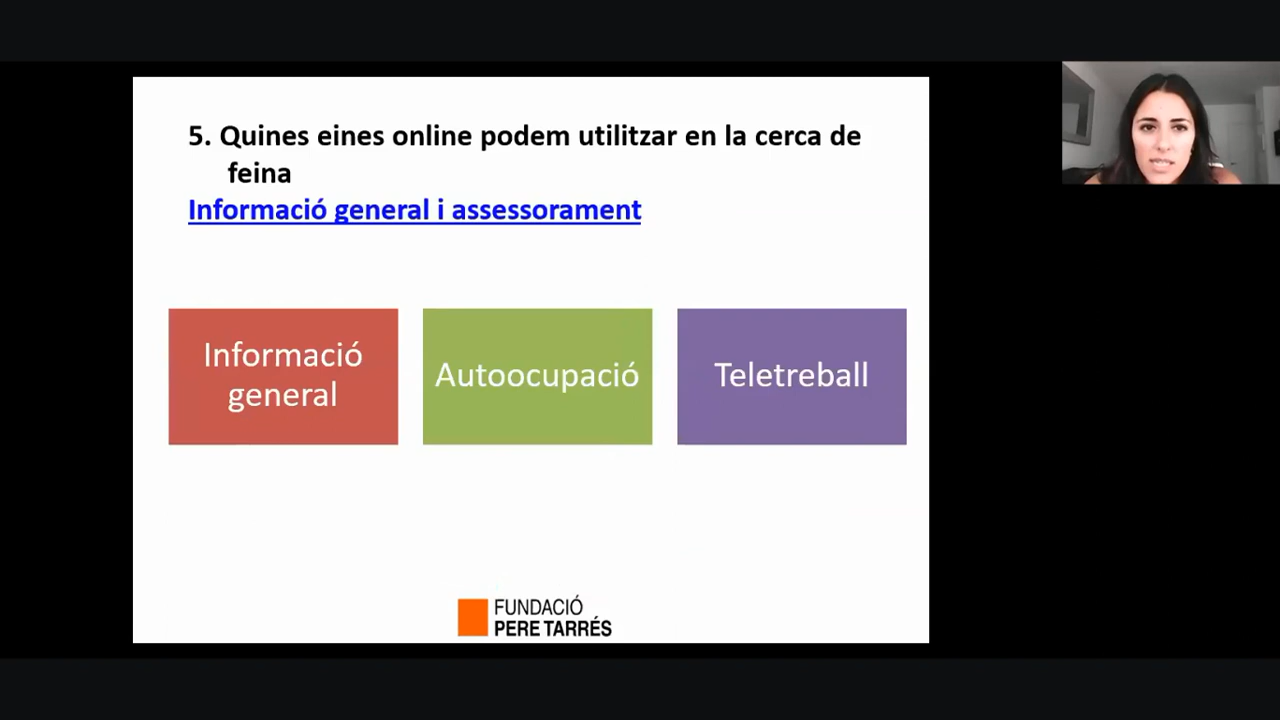 5. Quines eines online podem utilitzar en la cerca de
feina
Informació general i assessorament
Informació
general
Autoocupació
Teletreball
FUNDACIÓ
PERE TARRÉS